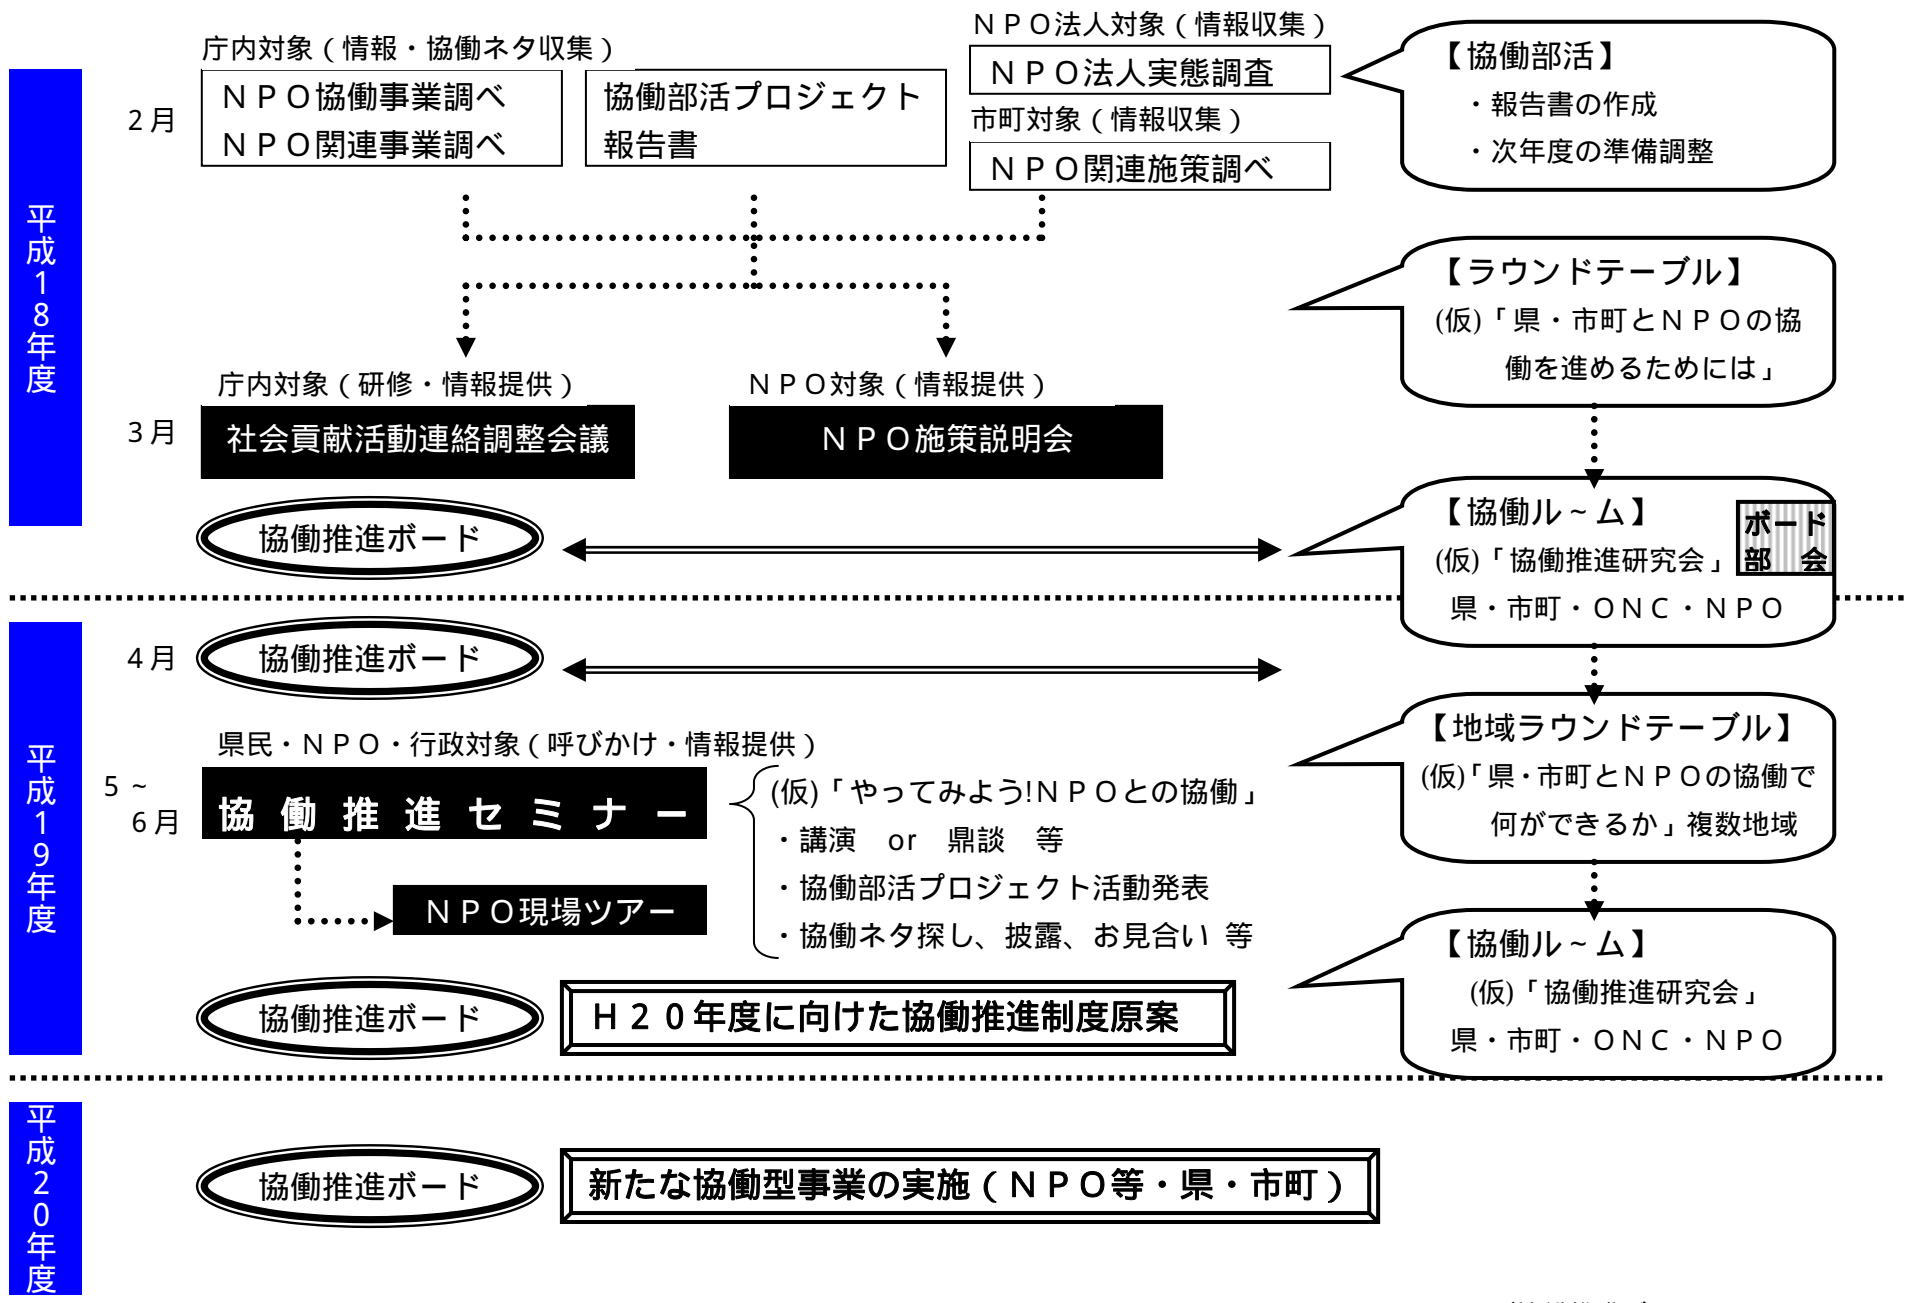 平成18年度
2月
庁内対象（情報・協働ネタ収集）
ＮＰＯ協働事業調べ
ＮＰＯ関連事業調べ
協働部活プロジェクト
報告書
ＮＰＯ法人対象（情報収集）
ＮＰＯ法人実態調査
市町対象（情報収集）
ＮＰＯ関連施策調べ
【協働部活】
・報告書の作成
・次年度の準備調整
【ラウンドテーブル】
(仮)「県・市町とＮＰＯの協
働を進めるためには」
3月
庁内対象（研修・情報提供）
社会貢献活動連絡調整会議
ＮＰＯ対象（情報提供）
ＮＰＯ施策説明会
協働推進ボード
【協働ル~ム】
(仮)「協働推進研究会」
県・市町・ＯＮＣ・ＮＰＯ
ボード
部　会
平成19年度
4月
協働推進ボード
【地域ラウンドテーブル】
(仮)「県・市町とＮＰＯの協働で
何ができるか」複数地域
5~
6月
県民・ＮＰＯ・行政対象（呼びかけ・情報提供）
協働推進セミナー
ＮＰＯ現場ツアー
(仮)「やってみよう!ＮＰＯとの協働」
・講演　or　鼎談　等
・協働部活プロジェクト活動発表
・協働ネタ探し、披露、お見合い 等
【協働ル~ム】
(仮)「協働推進研究会」
県・市町・ＯＮＣ・ＮＰＯ
協働推進ボード
Ｈ２０年度に向けた協働推進制度原案
平成20年度
協働推進ボード
新たな協働型事業の実施（ＮＰＯ等・県・市町）